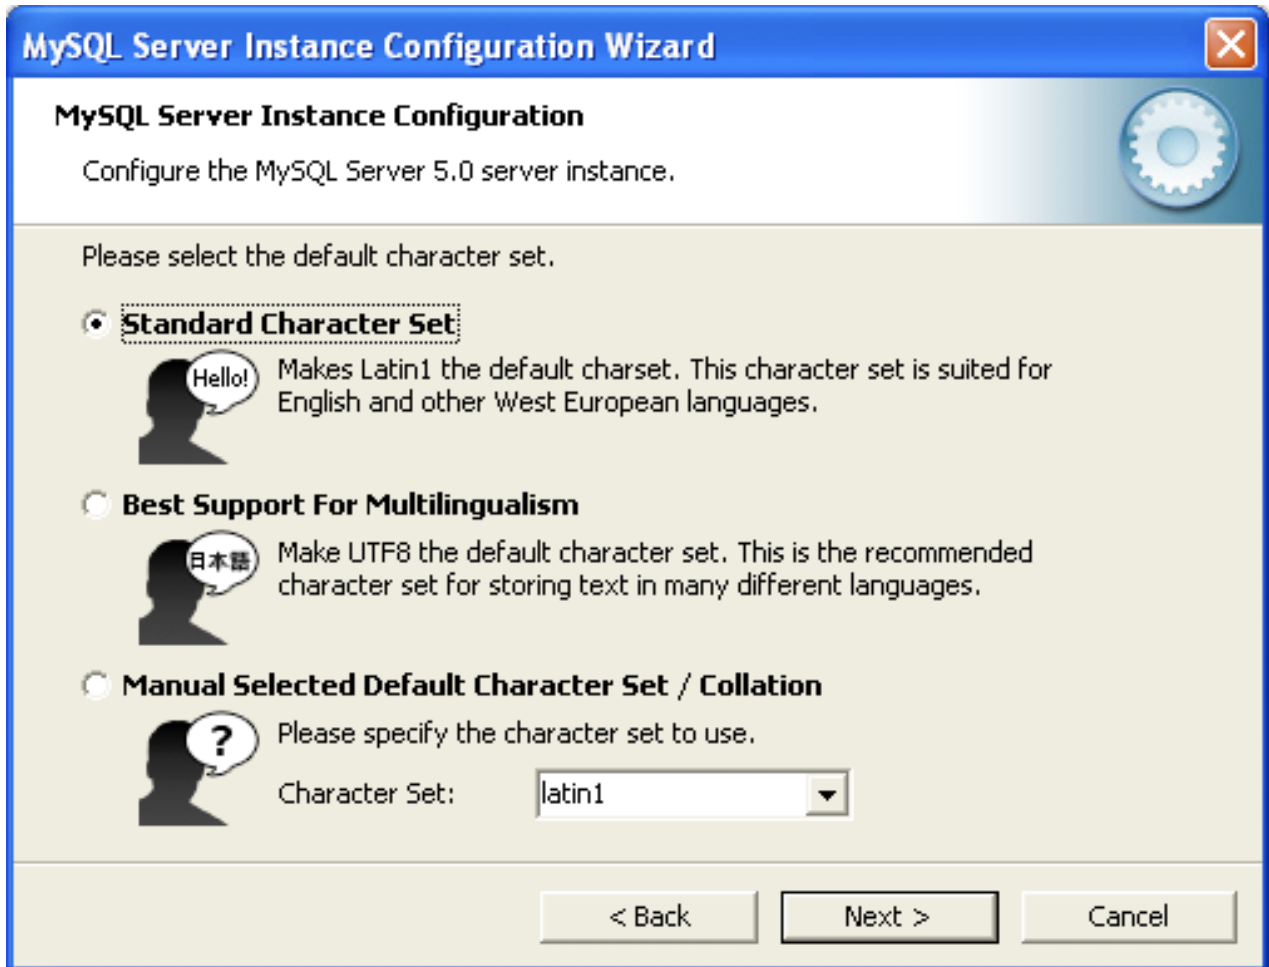 MySQL Server Instance Configuration Wizard
MySQL Server Instance Configuration
Configure the MySQL Server 5.0 server instance.
Please select the default character set.
Standard Character Set
Hello!
Makes Latin1 the default charset. This character set is suited for
English and other West European languages.
Best Support For Multilingualism
日本語
Make UTF8 the default character set. This is the recommended
character set for storing text in many different languages.
Manual Selected Default Character Set / Collation
?
Please specify the character set to use.
Character Set: latin1
< Back Next > Cancel